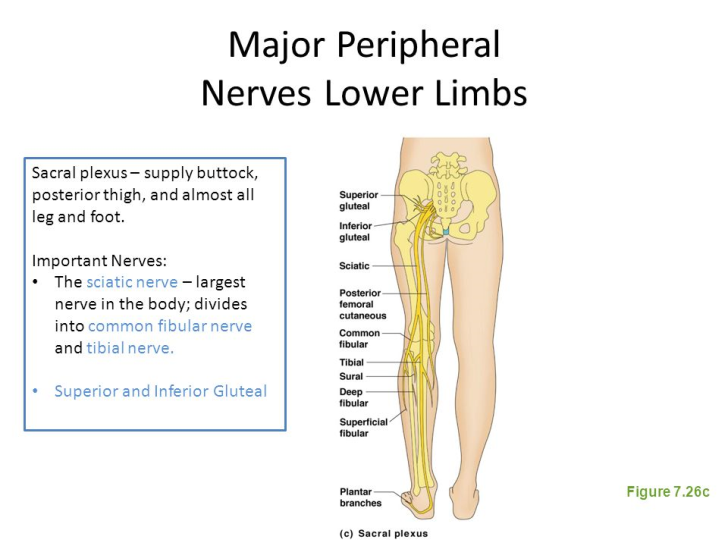 Major Peripheral
Nerves Lower Limbs
Sacral plexus – supply buttock,
posterior thigh, and almost all
leg and foot.
Important Nerves:
• The sciatic nerve – largest
nerve in the body; divides
into common fibular nerve
and tibial nerve.
• Superior and Inferior Gluteal
Superior
gluteal
Inferior
gluteal
Sciatic
Posterior
femoral
cutaneous
Common
fibular
Tibial
Sural
Deep
fibular
Superficial
fibular
Plantar
branches
(c) Sacral plexus
Figure 7.26c